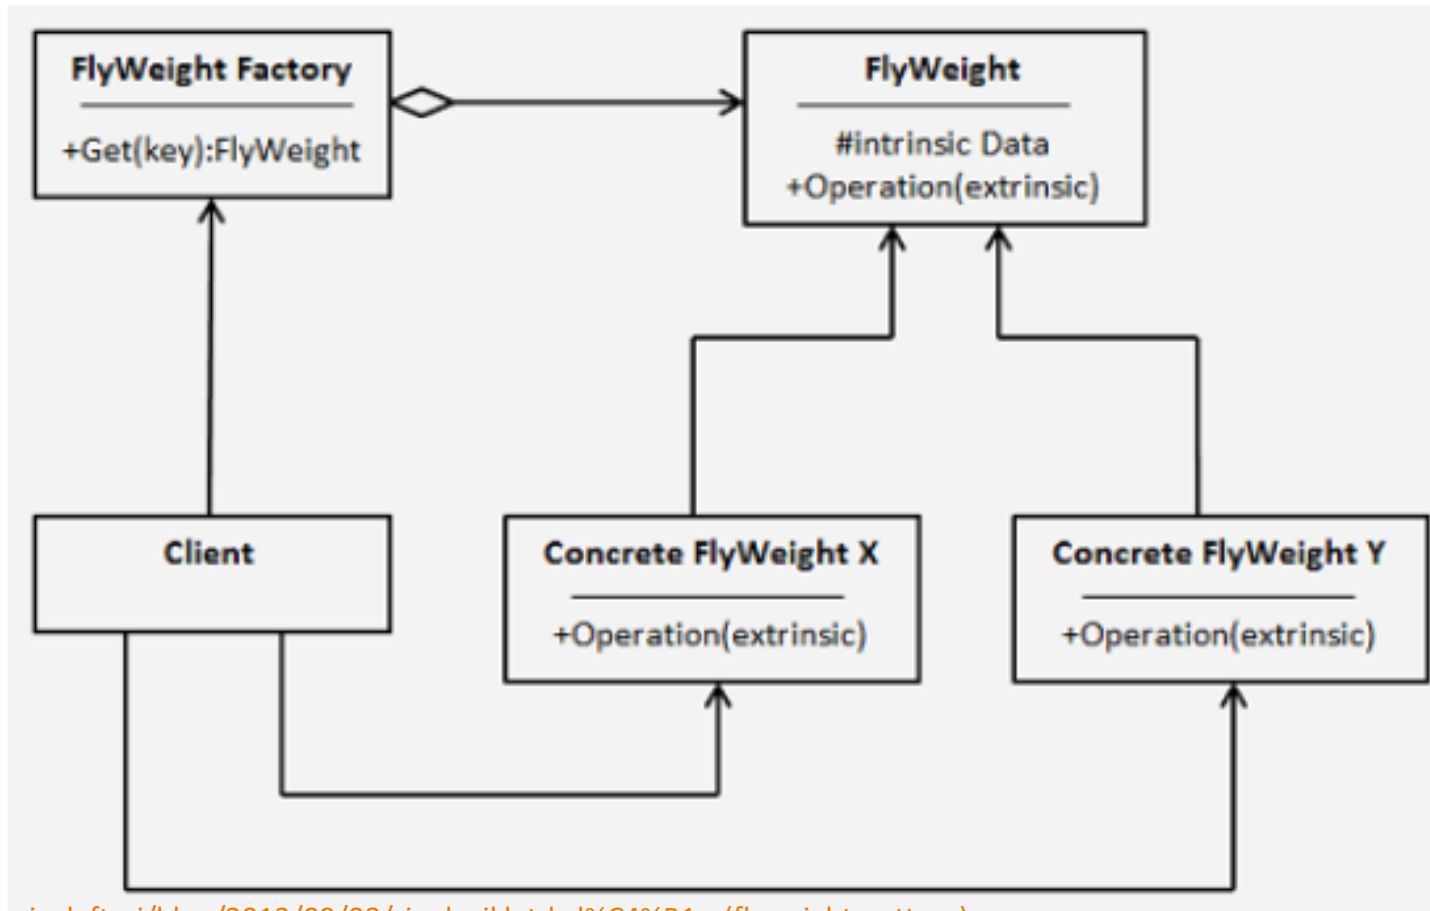 FlyWeight Factory
+Get(key):FlyWeight
FlyWeight
#intrinsic Data
+Operation(extrinsic)
Client
Concrete FlyWeight X
+Operation(extrinsic)
Concrete FlyWeight Y
+Operation(extrinsic)